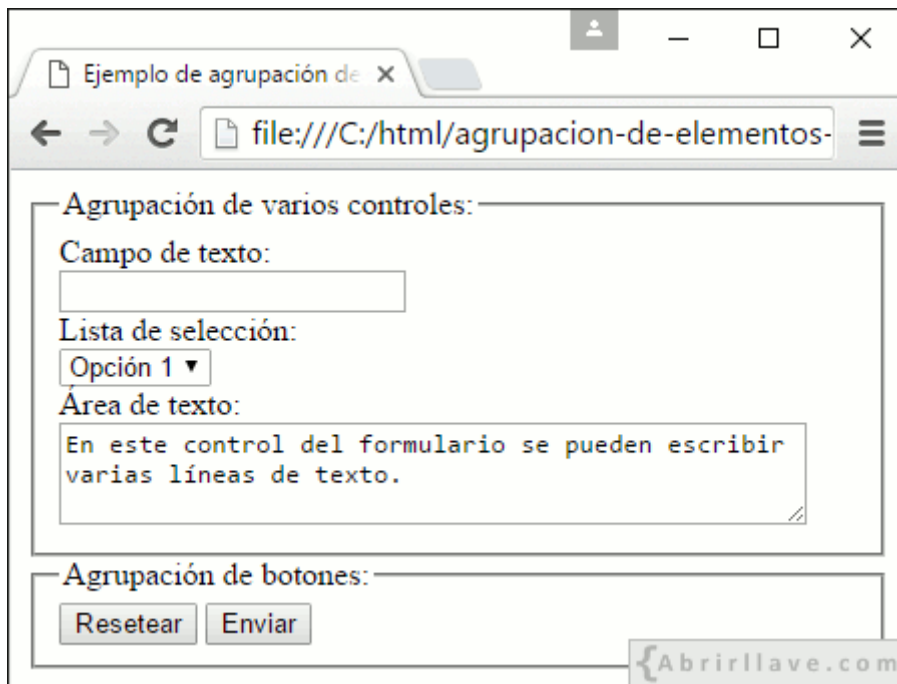 Ejemplo de agrupación de
file:///C:/html/agrupacion-de-elementos-
Agrupación de varios controles:
Campo de texto:
Lista de selección:
Opción 1
Área de texto:
En este control del formulario se pueden escribir
varias líneas de texto.
Agrupación de botones:
Resetear Enviar
{Abrirllave.com